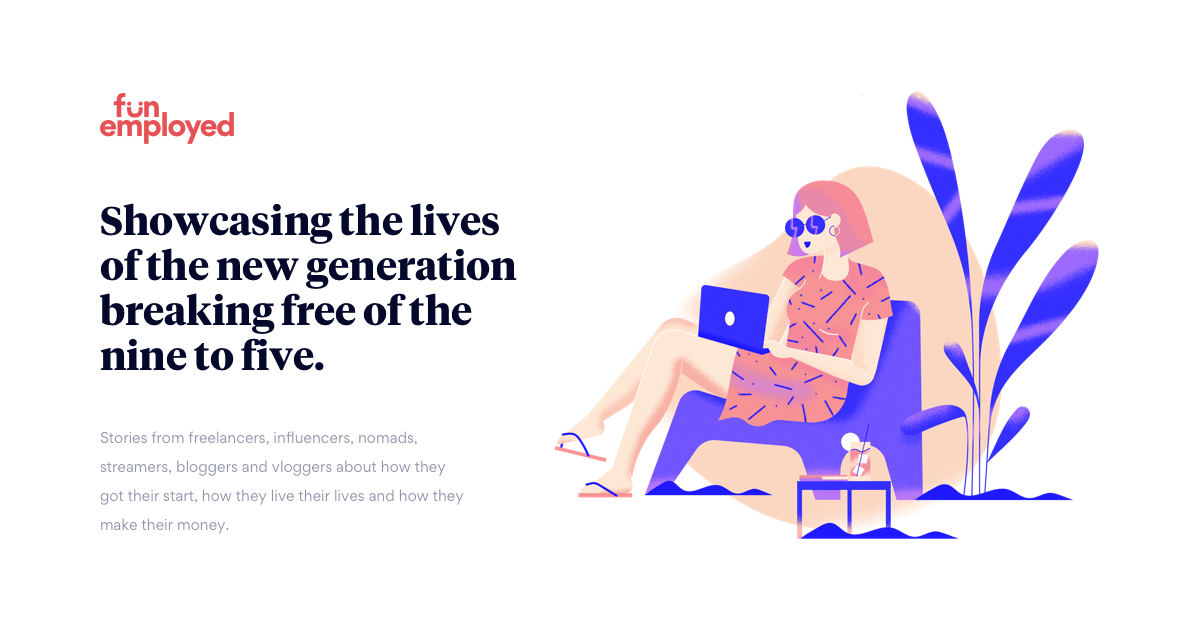 fün
employed
Showcasing the lives
of the new generation
breaking free of the
nine to five.
Stories from freelancers, influencers, nomads,
streamers, bloggers and vloggers about how they
got their start, how they live their lives and how they
make their money.